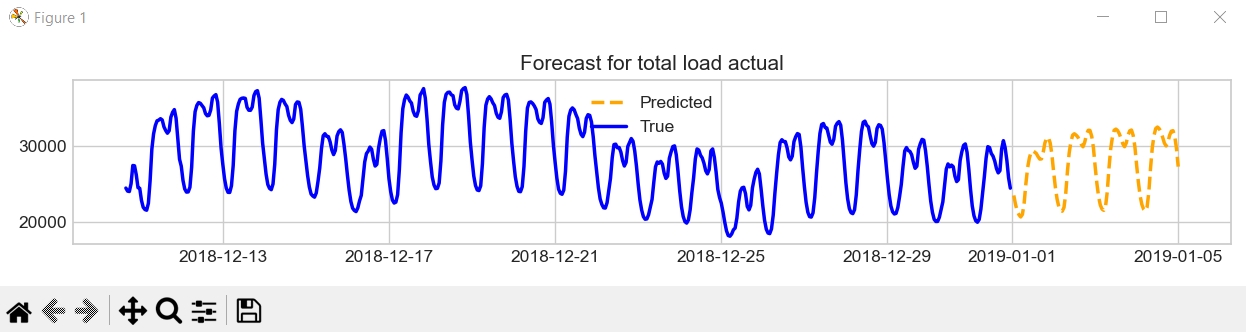 Figure 1
Forecast for total load actual
Predicted
True
30000
20000
2018-12-13 2018-12-17 2018-12-21 2018-12-25 2018-12-29 2019-01-01 2019-01-05